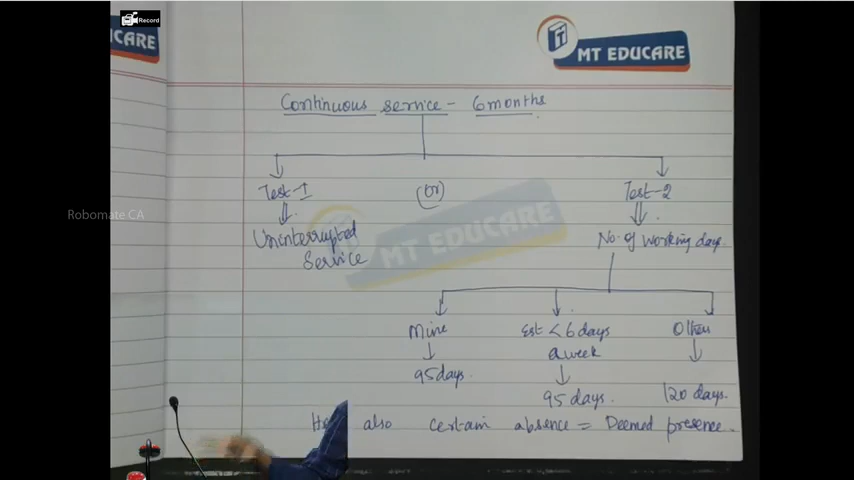 Record
CARE
MT EDUCARE
Continuous service - 6 months
Test-1
(or)
Test-2
Robomate CA
Uninterrupted
Service
MT EDUCARE
No. of working days
Mine
Est < 6 days
a week
Other
95 days.
95 days.
120 days.
also certain absence = Deemed presence.